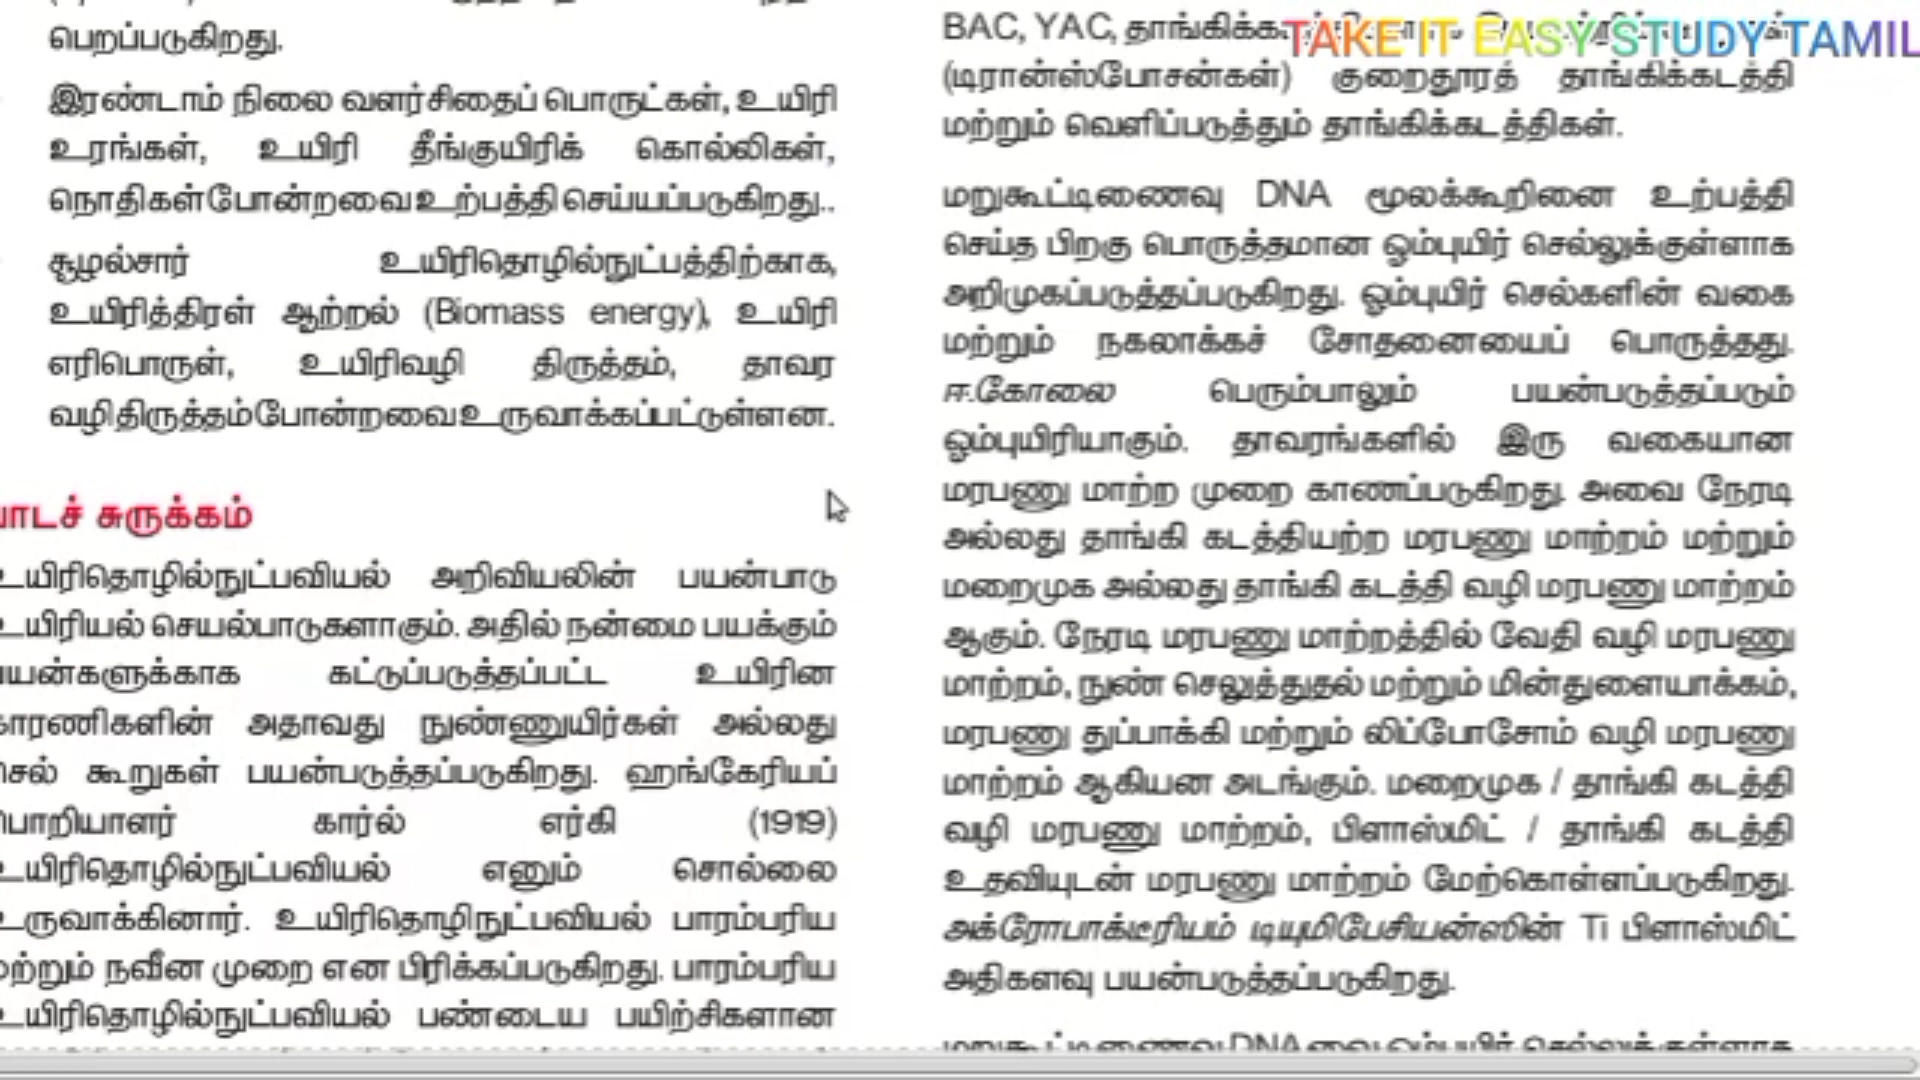 பெறப்படுகிறது.
இரண்டாம் நிலை வளர்சிதைப் பொருட்கள், உயிரி
உரங்கள், உயிரி தீங்குயிரிக் கொல்லிகள்,
நொதிகள் போன்றவை உற்பத்தி செய்யப்படுகிறது..
சூழல்சார் உயிரிதொழில்நுட்பத்திற்காக,
உயிரித்திரள் ஆற்றல் (Biomass energy), உயிரி
எரிபொருள், உயிரிவழி திருத்தம், தாவர
வழி திருத்தம் போன்றவை உருவாக்கப்பட்டுள்ளன.
பாடச் சுருக்கம்
உயிரிதொழில்நுட்பவியல் அறிவியலின் பயன்பாடு
உயிரியல் செயல்பாடுகளாகும். அதில் நன்மை பயக்கும்
பயன்களுக்காக கட்டுப்படுத்தப்பட்ட உயிரின
காரணிகளின் அதாவது நுண்ணுயிர்கள் அல்லது
செல் கூறுகள் பயன்படுத்தப்படுகிறது. ஹங்கேரியப்
பொறியாளர் கார்ல் எர்கி (1919)
உயிரிதொழில்நுட்பவியல் எனும் சொல்லை
உருவாக்கினார். உயிரிதொழிநுட்பவியல் பாரம்பரிய
மற்றும் நவீன முறை என பிரிக்கப்படுகிறது. பாரம்பரிய
உயிரிதொழில்நுட்பவியல் பண்டைய பயிற்சிகளான
TAKE IT EASY STUDY TAMIL
BAC, YAC,
(டிரான்ஸ்போசன்கள்) குறைதூரத் தாங்கிக்கடத்தி
மற்றும் வெளிப்படுத்தும் தாங்கிக்கடத்திகள்.
மறுகூட்டிணைவு DNA மூலக்கூறினை உற்பத்தி
செய்த பிறகு பொருத்தமான ஓம்புயிர் செல்லுக்குள்ளாக
அறிமுகப்படுத்தப்படுகிறது. ஓம்புயிர் செல்களின் வகை
மற்றும் நகலாக்கச் சோதனையைப் பொருத்தது.
ஈ.கோலை பெரும்பாலும் பயன்படுத்தப்படும்
ஓம்புயிரியாகும். தாவரங்களில் இரு வகையான
மரபணு மாற்ற முறை காணப்படுகிறது. அவை நேரடி
அல்லது தாங்கி கடத்தியற்ற மரபணு மாற்றம் மற்றும்
மறைமுக அல்லது தாங்கி கடத்தி வழி மரபணு மாற்றம்
ஆகும். நேரடி மரபணு மாற்றத்தில் வேதி வழி மரபணு
மாற்றம், நுண் செலுத்துதல் மற்றும் மின்துளையாக்கம்,
மரபணு துப்பாக்கி மற்றும் லிப்போசோம் வழி மரபணு
மாற்றம் ஆகியன அடங்கும். மறைமுக / தாங்கி கடத்தி
வழி மரபணு மாற்றம், பிளாஸ்மிட் / தாங்கி கடத்தி
உதவியுடன் மரபணு மாற்றம் மேற்கொள்ளப்படுகிறது.
அக்ரோபாக்டீரியம் டியுமிபேசியன்ஸின் Ti பிளாஸ்மிட்
அதிகளவு பயன்படுத்தப்படுகிறது.
மறுகூட்டிணைவு DNA வை ஓம்புயிர் செல்லுக்குள்ளாக